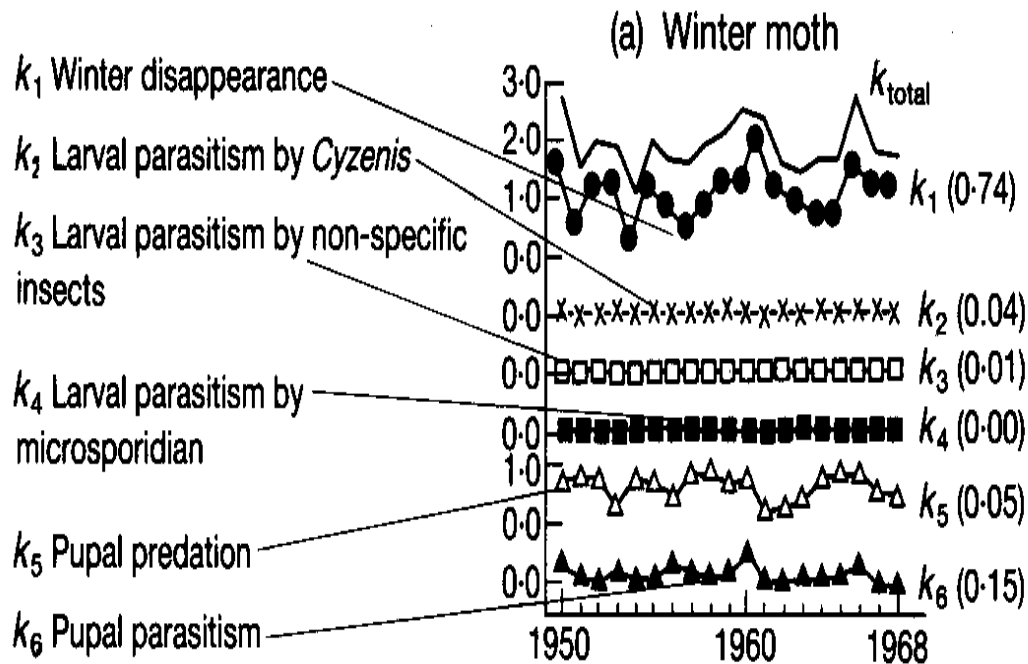 (a) Winter moth
k₁ Winter disappearance
k₂ Larval parasitism by Cyzenis
k₃ Larval parasitism by non-specific
insects
k₄ Larval parasitism by
microsporidian
k₅ Pupal predation
k₆ Pupal parasitism
3·0
2·0
1·0
0·0
0·0
0·0
0·0
1·0
0·0
0·0
k total
k₁ (0·74)
k₂ (0.04)
k₃ (0·01)
k₄ (0·00)
k₅ (0·05)
k₆ (0·15)
1950 1960 1968